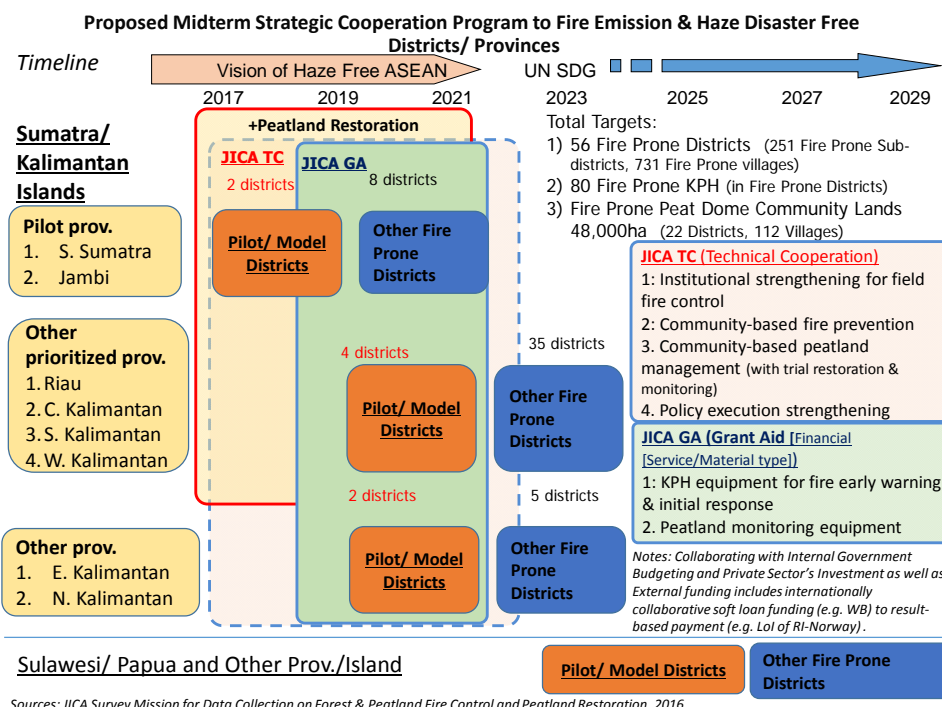 Proposed Midterm Strategic Cooperation Program to Fire Emission & Haze Disaster Free
Districts/ Provinces
Timeline
Vision of Haze Free ASEAN
UN SDG
2017
2019
2021
2023
2025
2027
2029
Sumatra/
Kalimantan
Islands
+Peatland Restoration
JICA TC
2 districts
JICA GA
8 districts
Total Targets:
1) 56 Fire Prone Districts (251 Fire Prone Sub-
districts, 731 Fire Prone villages)
2) 80 Fire Prone KPH (in Fire Prone Districts)
3) Fire Prone Peat Dome Community Lands
48,000ha (22 Districts, 112 Villages)
Pilot prov.
1. S. Sumatra
2. Jambi
Pilot/ Model
Districts
Other Fire
Prone
Districts
JICA TC (Technical Cooperation)
1: Institutional strengthening for field
fire control
2: Community-based fire prevention
3. Community-based peatland
management (with trial restoration &
monitoring)
4. Policy execution strengthening
Other
prioritized prov.
1. Riau
2. C. Kalimantan
3. S. Kalimantan
4. W. Kalimantan
4 districts
Pilot/ Model
Districts
35 districts
Other Fire
Prone
Districts
JICA GA (Grant Aid [Financial
[Service/Material type])
1: KPH equipment for fire early warning
& initial response
2. Peatland monitoring equipment
Other prov.
1. E. Kalimantan
2. N. Kalimantan
2 districts
Pilot/ Model
Districts
5 districts
Other Fire
Prone
Districts
Notes: Collaborating with Internal Government
Budgeting and Private Sector's Investment as well as
External funding includes internationally
collaborative soft loan funding (e.g. WB) to result-
based payment (e.g. LoI of RI-Norway).
Sulawesi/ Papua and Other Prov./Island
Pilot/ Model Districts
Other Fire Prone
Districts
Sources: JICA Survey Mission for Data Collection on Forest & Peatland Fire Control and Peatland Restoration, 2016